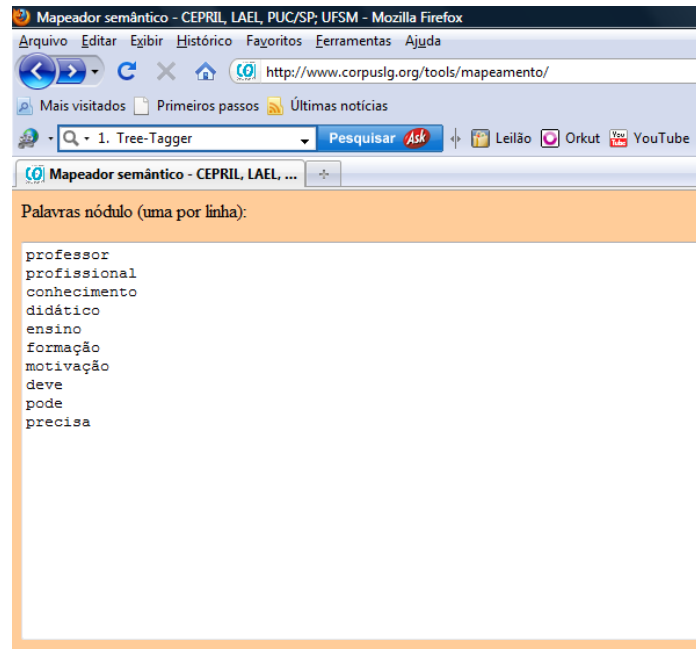 Mapeador semântico - CEPRIL, LAEL, PUC/SP; UFSM - Mozilla Firefox
Arquivo Editar Exibir Histórico Favoritos Ferramentas Ajuda
http://www.corpuslg.org/tools/mapeamento/
Mais visitados Primeiros passos Últimas notícias
1. Tree-Tagger Pesquisar Ask Leilão Orkut You Tube YouTube
Mapeador semântico - CEPRIL, LAEL, ...
Palavras nódulo (uma por linha):
professor
profissional
conhecimento
didático
ensino
formação
motivação
deve
pode
precisa